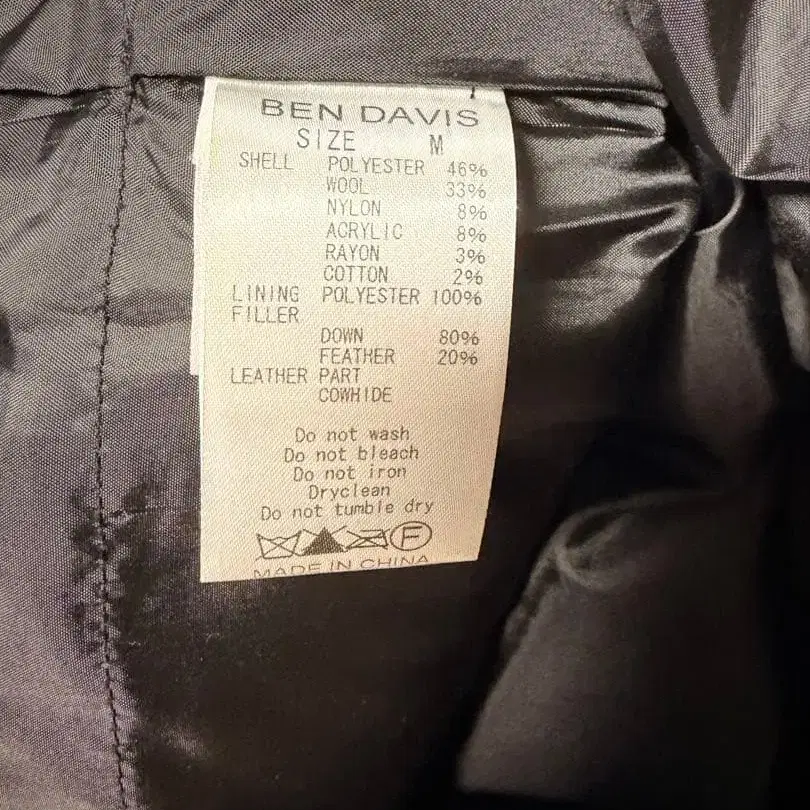 BEN DAVIS
SIZE M
SHELL POLYESTER 46%
WOOL 33%
NYLON 8%
ACRYLIC 8%
RAYON 3%
COTTON 2%
LINING POLYESTER 100%
FILLER
DOWN 80%
FEATHER 20%
LEATHER PART
COWHIDE
Do not wash
Do not bleach
Do not iron
Dryclean
Do not tumble dry
F
MADE IN CHINA